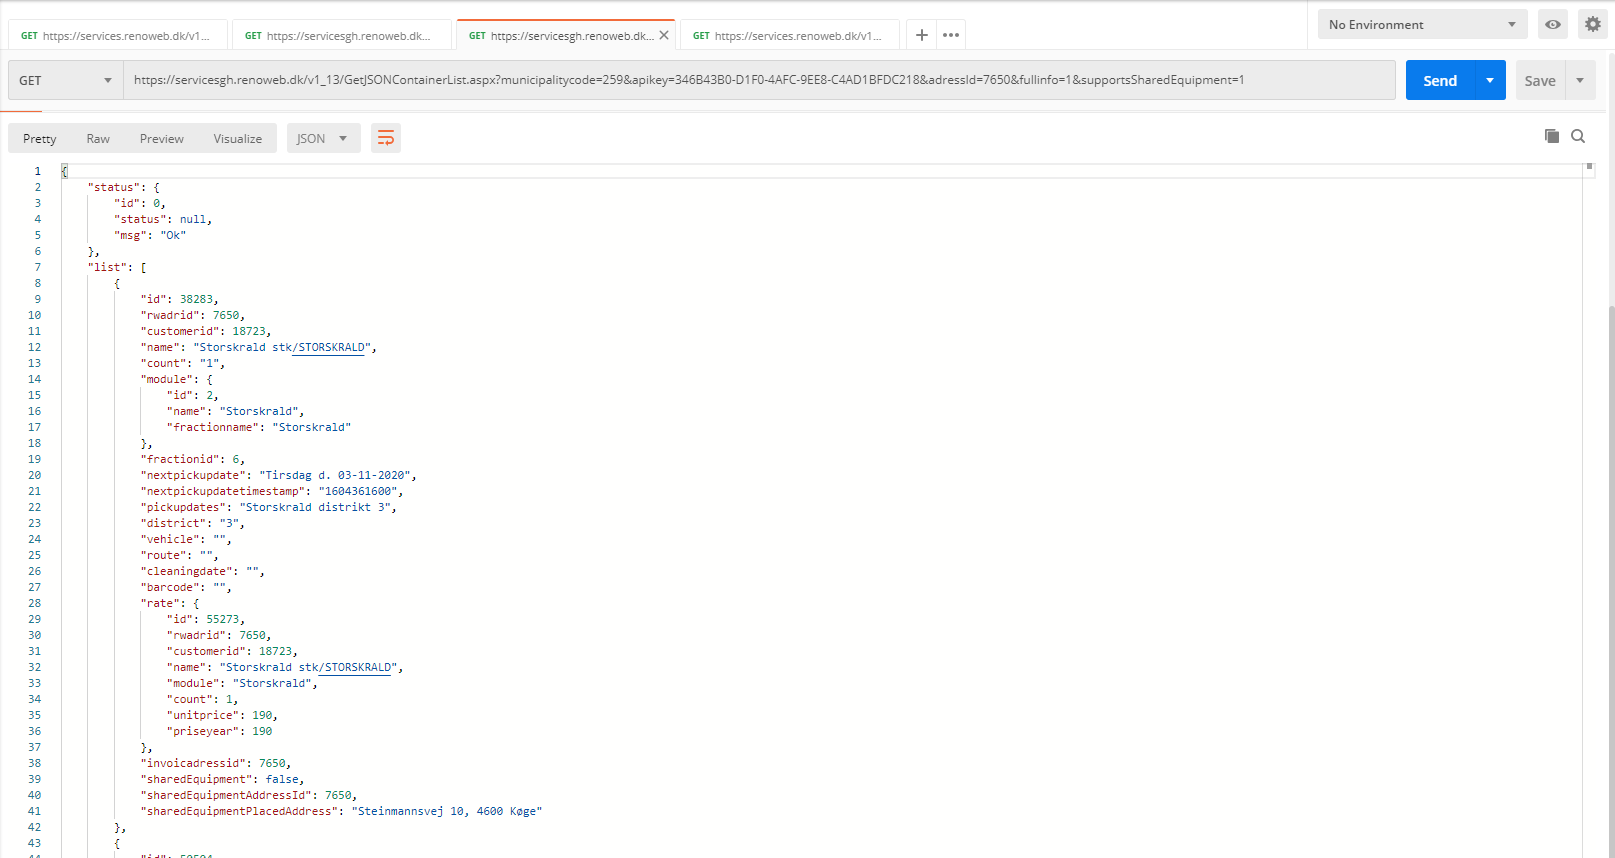 GET https://services.renoweb.dk/v1... GET https://servicesgh.renoweb.dk... GET https://servicesgh.renoweb.dk... GET https://services.renoweb.dk/v1... No Environment
GET https://servicesgh.renoweb.dk/v1_13/GetJSONContainerList.aspx?municipalitycode=259&apikey=346B43B0-D1F0-4AFC-9EE8-C4AD1BFDC218&adressId=7650&fullinfo=1&supportsSharedEquipment=1 Send Save
Pretty Raw Preview Visualize JSON
1 {
2 "status": {
3 "id": 0,
4 "status": null,
5 "msg": "Ok"
6 },
7 "list": [
8 {
9 "id": 38283,
10 "rwadrid": 7650,
11 "customerid": 18723,
12 "name": "Storskrald stk/STORSKRALD",
13 "count": "1",
14 "module": {
15 "id": 2,
16 "name": "Storskrald",
17 "fractionname": "Storskrald"
18 },
19 "fractionid": 6,
20 "nextpickupdate": "Tirsdag d. 03-11-2020",
21 "nextpickupdatetimestamp": "1604361600",
22 "pickupdates": "Storskrald distrikt 3",
23 "district": "3",
24 "vehicle": "",
25 "route": "",
26 "cleaningdate": "",
27 "barcode": "",
28 "rate": {
29 "id": 55273,
30 "rwadrid": 7650,
31 "customerid": 18723,
32 "name": "Storskrald stk/STORSKRALD",
33 "module": "Storskrald",
34 "count": 1,
35 "unitprice": 190,
36 "priseyear": 190
37 },
38 "invoicadressid": 7650,
39 "sharedEquipment": false,
40 "sharedEquipmentAddressId": 7650,
41 "sharedEquipmentPlacedAddress": "Steinmannsvej 10, 4600 Køge"
42 },
43 {